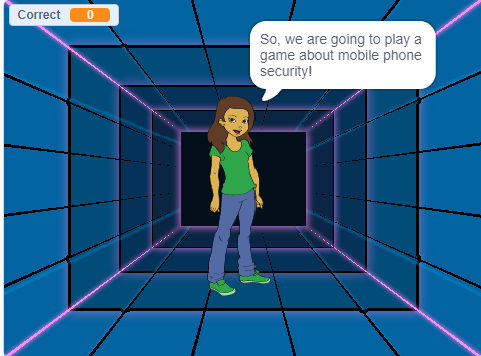 Correct 0
So, we are going to play a
game about mobile phone
security!